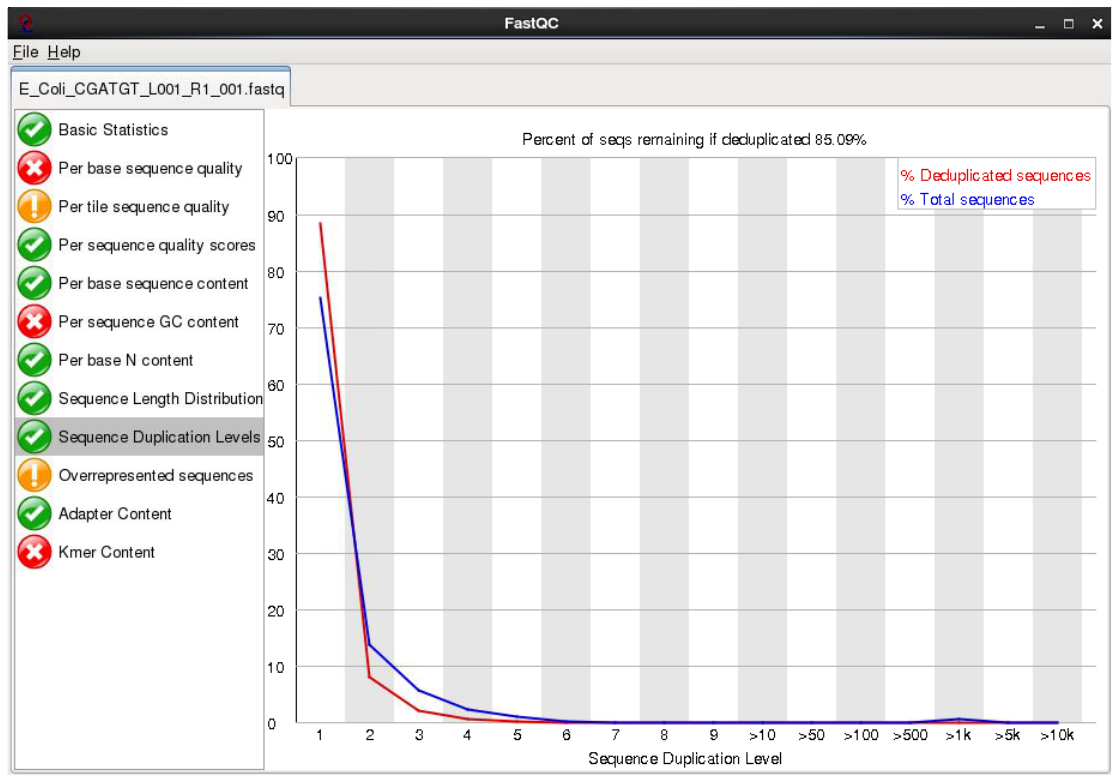 FastQC
File Help
E_Coli_CGATGT_L001_R1_001.fastq
Basic Statistics
Per base sequence quality
Per tile sequence quality
Per sequence quality scores
Per base sequence content
Per sequence GC content
Per base N content
Sequence Length Distribution
Sequence Duplication Levels
Overrepresented sequences
Adapter Content
Kmer Content
Percent of seqs remaining if deduplicated 85.09%
% Deduplicated sequences
% Total sequences
100
90
80
70
60
50
40
30
20
10
0
1 2 3 4 5 6 7 8 9 >10 >50 >100 >500 >1k >5k >10k
Sequence Duplication Level